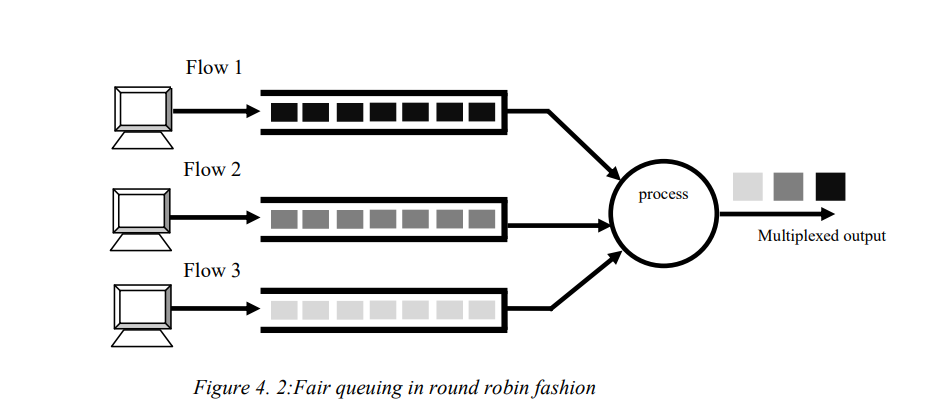 Flow 1
Flow 2
process
Multiplexed output
Flow 3
Figure 4. 2:Fair queuing in round robin fashion